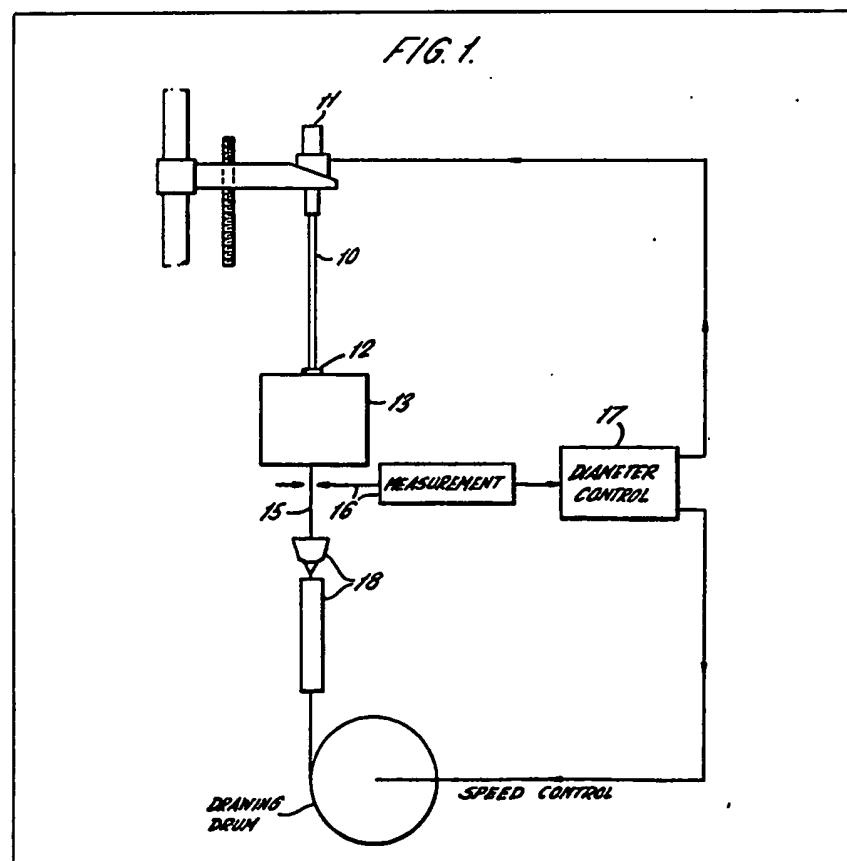 FIG. 1.
11
10
12
13
17
MEASUREMENT
DIAMETER
CONTROL
15
16
18
DRAWING
DRUM
SPEED CONTROL